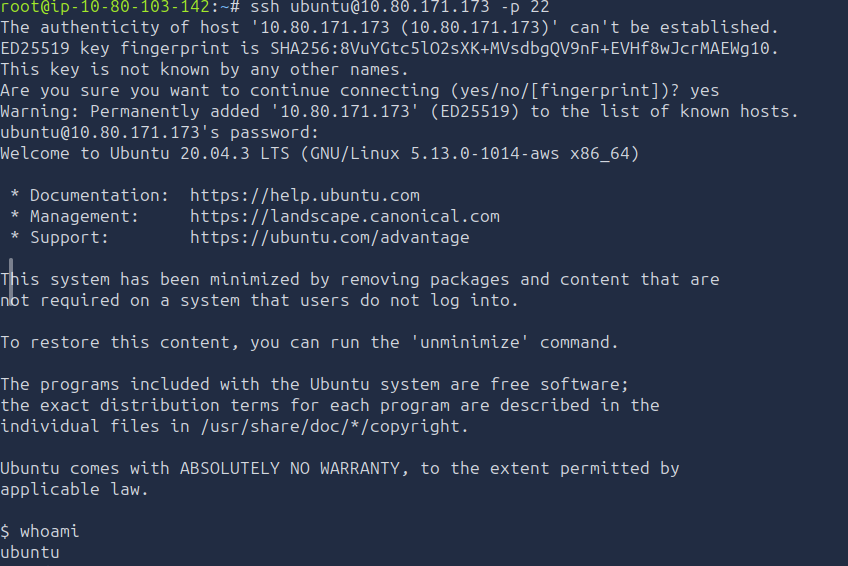 root@ip-10-80-103-142:~# ssh ubuntu@10.80.171.173 -p 22
The authenticity of host '10.80.171.173 (10.80.171.173)' can't be established.
ED25519 key fingerprint is SHA256:8VuYGtc5lO2sXK+MVsdbgQV9nF+EVHf8wJcrMAEWg10.
This key is not known by any other names.
Are you sure you want to continue connecting (yes/no/[fingerprint])? yes
Warning: Permanently added '10.80.171.173' (ED25519) to the list of known hosts.
ubuntu@10.80.171.173's password:
Welcome to Ubuntu 20.04.3 LTS (GNU/Linux 5.13.0-1014-aws x86_64)

 * Documentation:  https://help.ubuntu.com
 * Management:     https://landscape.canonical.com
 * Support:        https://ubuntu.com/advantage

This system has been minimized by removing packages and content that are
not required on a system that users do not log into.

To restore this content, you can run the 'unminimize' command.

The programs included with the Ubuntu system are free software;
the exact distribution terms for each program are described in the
individual files in /usr/share/doc/*/copyright.

Ubuntu comes with ABSOLUTELY NO WARRANTY, to the extent permitted by
applicable law.

$ whoami
ubuntu